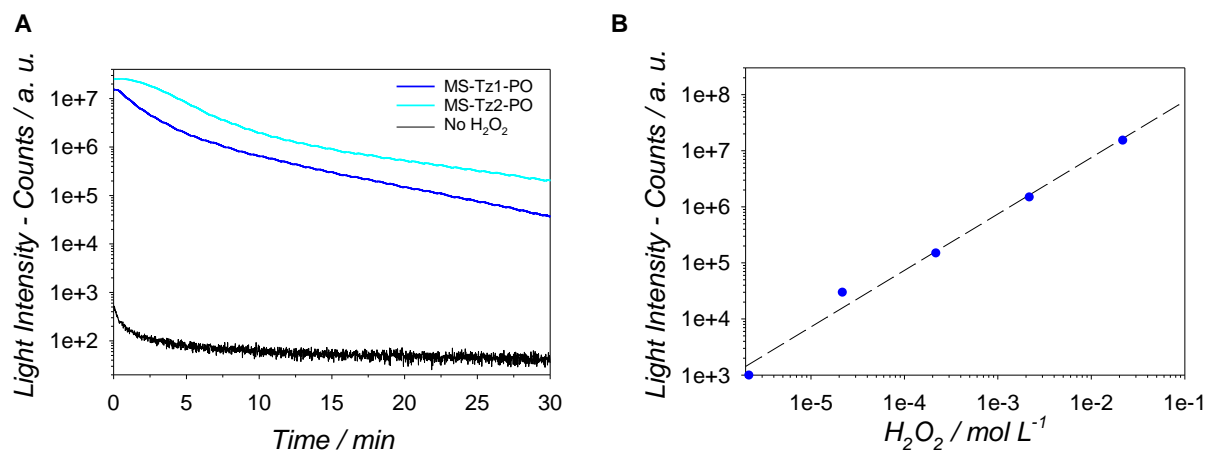 A
Light Intensity - Counts / a. u.
1e+7
1e+6
1e+5
1e+4
1e+3
1e+2
MS-Tz1-PO
MS-Tz2-PO
No H₂O₂
0 5 10 15 20 25 30
Time / min
B
Light Intensity - Counts / a. u.
1e+8
1e+7
1e+6
1e+5
1e+4
1e+3
1e-5 1e-4 1e-3 1e-2 1e-1
H₂O₂ / mol L⁻¹